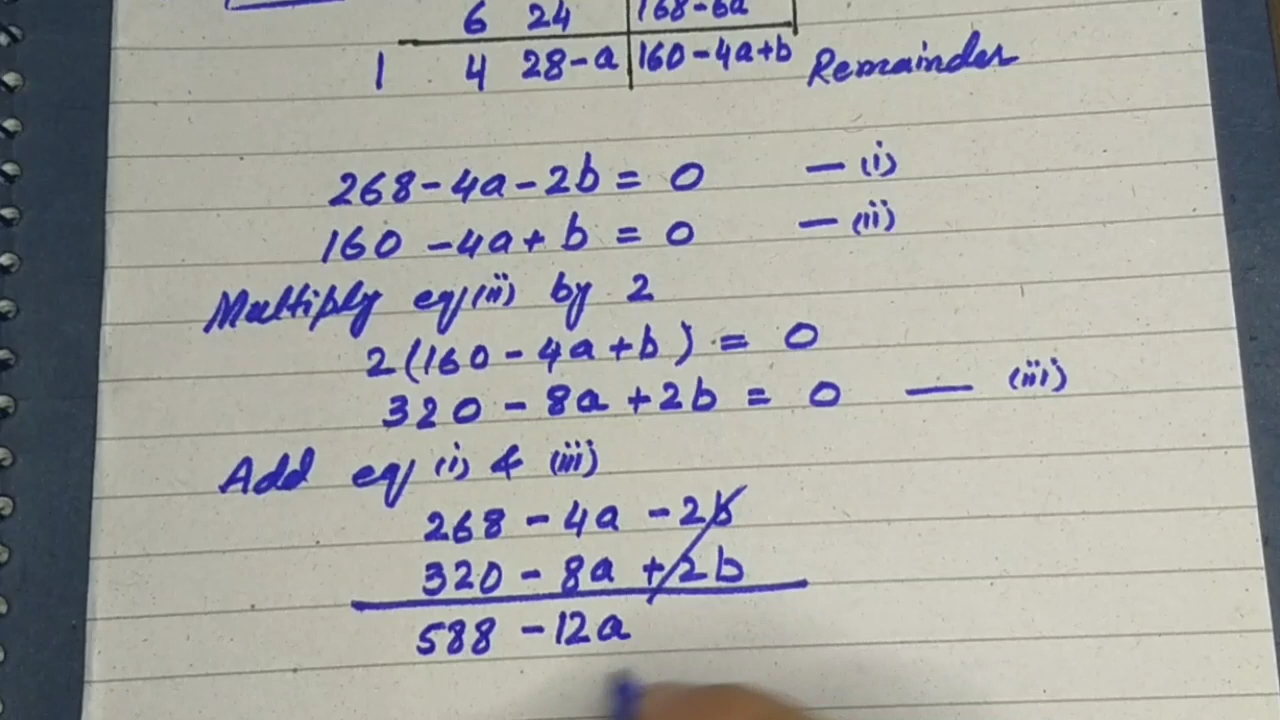 6 24 168-6a
1 4 28-a 160-4a+b Remainder
268-4a-2b = 0 — (i)
160 -4a+ b = 0 — (ii)
Multiply eq(ii) by 2
2(160 - 4a +b) = 0
320 - 8a +2b = 0 — (iii)
Add eq (i) & (iii)
268 - 4a - 2b
320 - 8a +2b
588 -12a